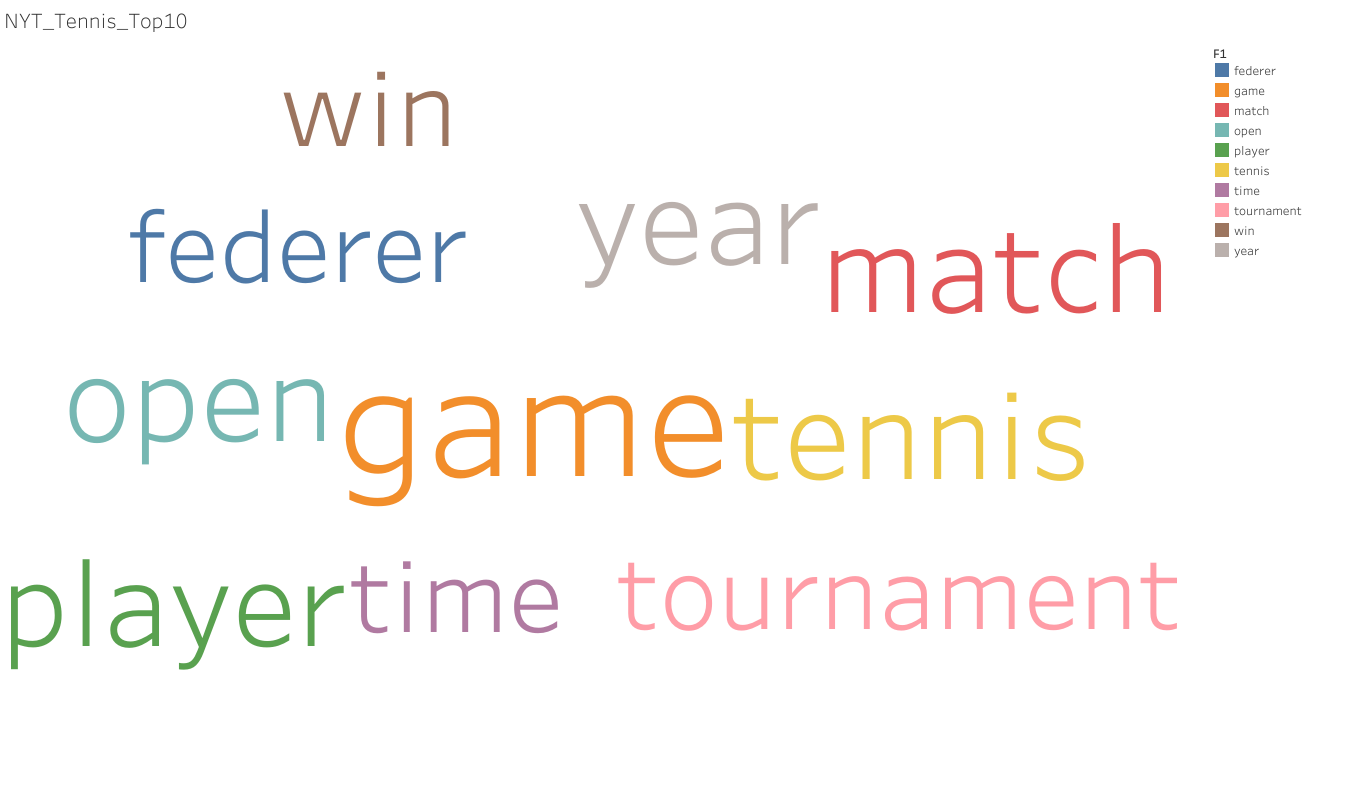 NYT_Tennis_Top10
win
federer
year
match
open
game
tennis
player
time
tournament
F1
federer
game
match
open
player
tennis
time
tournament
win
year